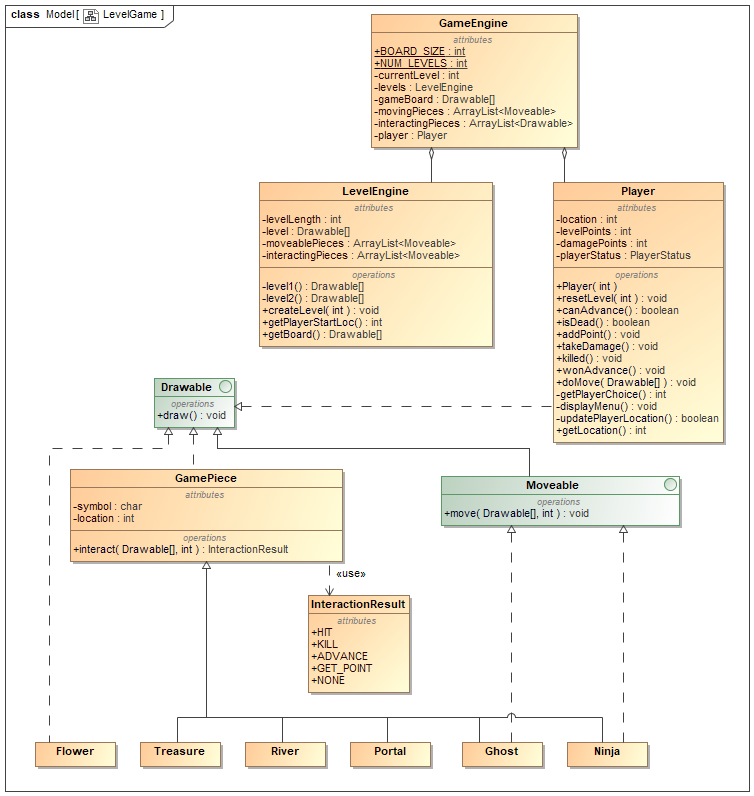 class Model[ LevelGame ]
GameEngine
attributes
+BOARD_SIZE : int
+NUM_LEVELS : int
-currentLevel : int
-levels : LevelEngine
-gameBoard : Drawable[]
-movingPieces : ArrayList<Moveable>
-interactingPieces : ArrayList<Drawable>
-player : Player
LevelEngine
attributes
-levelLength : int
-level : Drawable[]
-moveablePieces : ArrayList<Moveable>
-interactingPieces : ArrayList<Moveable>
operations
-level1() : Drawable[]
-level2() : Drawable[]
+createLevel( int ) : void
+getPlayerStartLoc() : int
+getBoard() : Drawable[]
Player
attributes
-location : int
-levelPoints : int
-damagePoints : int
-playerStatus : PlayerStatus
operations
+Player( int )
+resetLevel( int ) : void
+canAdvance() : boolean
+isDead() : boolean
+addPoint() : void
+takeDamage() : void
+killed() : void
+wonAdvance() : void
+doMove( Drawable[] ) : void
-getPlayerChoice() : int
-displayMenu() : void
-updatePlayerLocation() : boolean
+getLocation() : int
Drawable
operations
+draw() : void
GamePiece
attributes
-symbol : char
-location : int
operations
+interact( Drawable[], int ) : InteractionResult
Moveable
operations
+move( Drawable[], int ) : void
«use»
InteractionResult
attributes
+HIT
+KILL
+ADVANCE
+GET_POINT
+NONE
Flower
Treasure
River
Portal
Ghost
Ninja